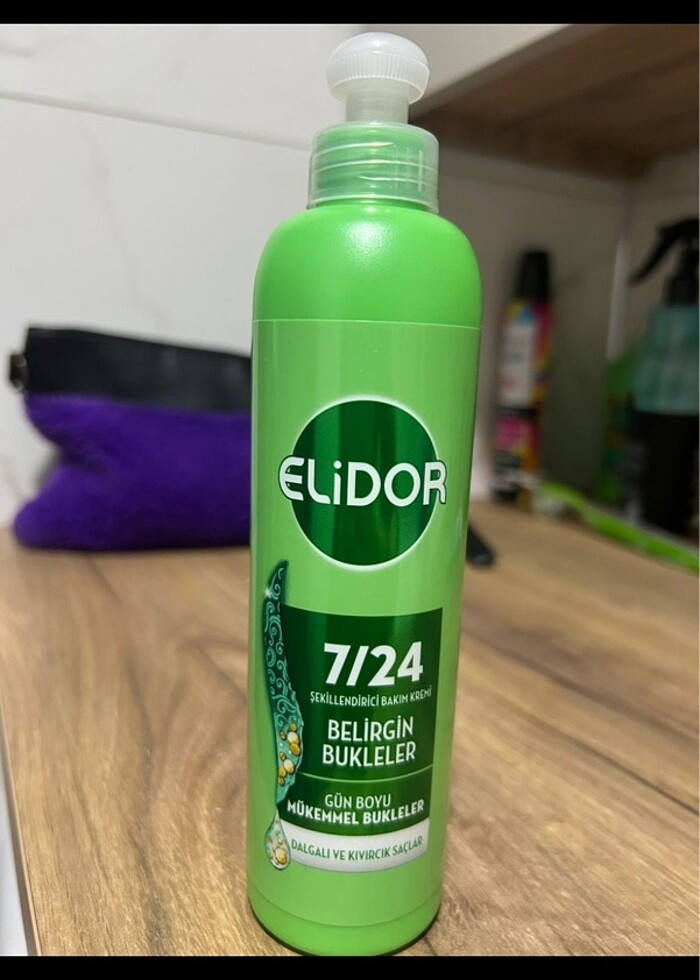 ELiDOR
7/24
ŞEKİLLENDİRİCİ BAKIM KREMİ
BELİRGİN
BUKLELER
GÜN BOYU
MÜKEMMEL BUKLELER
DALGALI VE KIVIRCIK SAÇLAR